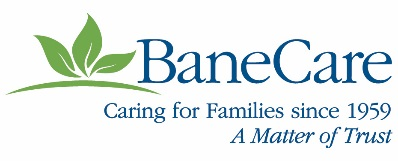 BaneCare
Caring for Families since 1959
A Matter of Trust